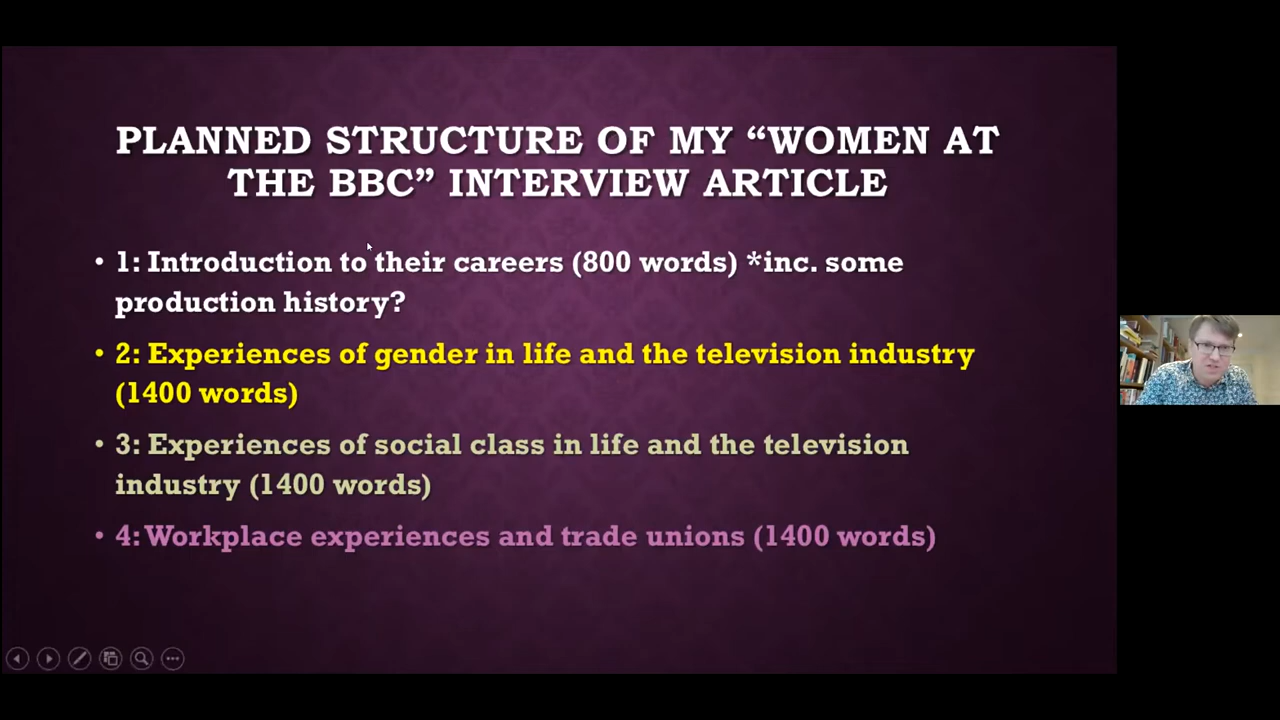 PLANNED STRUCTURE OF MY “WOMEN AT
THE BBC” INTERVIEW ARTICLE
• 1: Introduction to their careers (800 words) *inc. some
production history?
• 2: Experiences of gender in life and the television industry
(1400 words)
• 3: Experiences of social class in life and the television
industry (1400 words)
• 4: Workplace experiences and trade unions (1400 words)